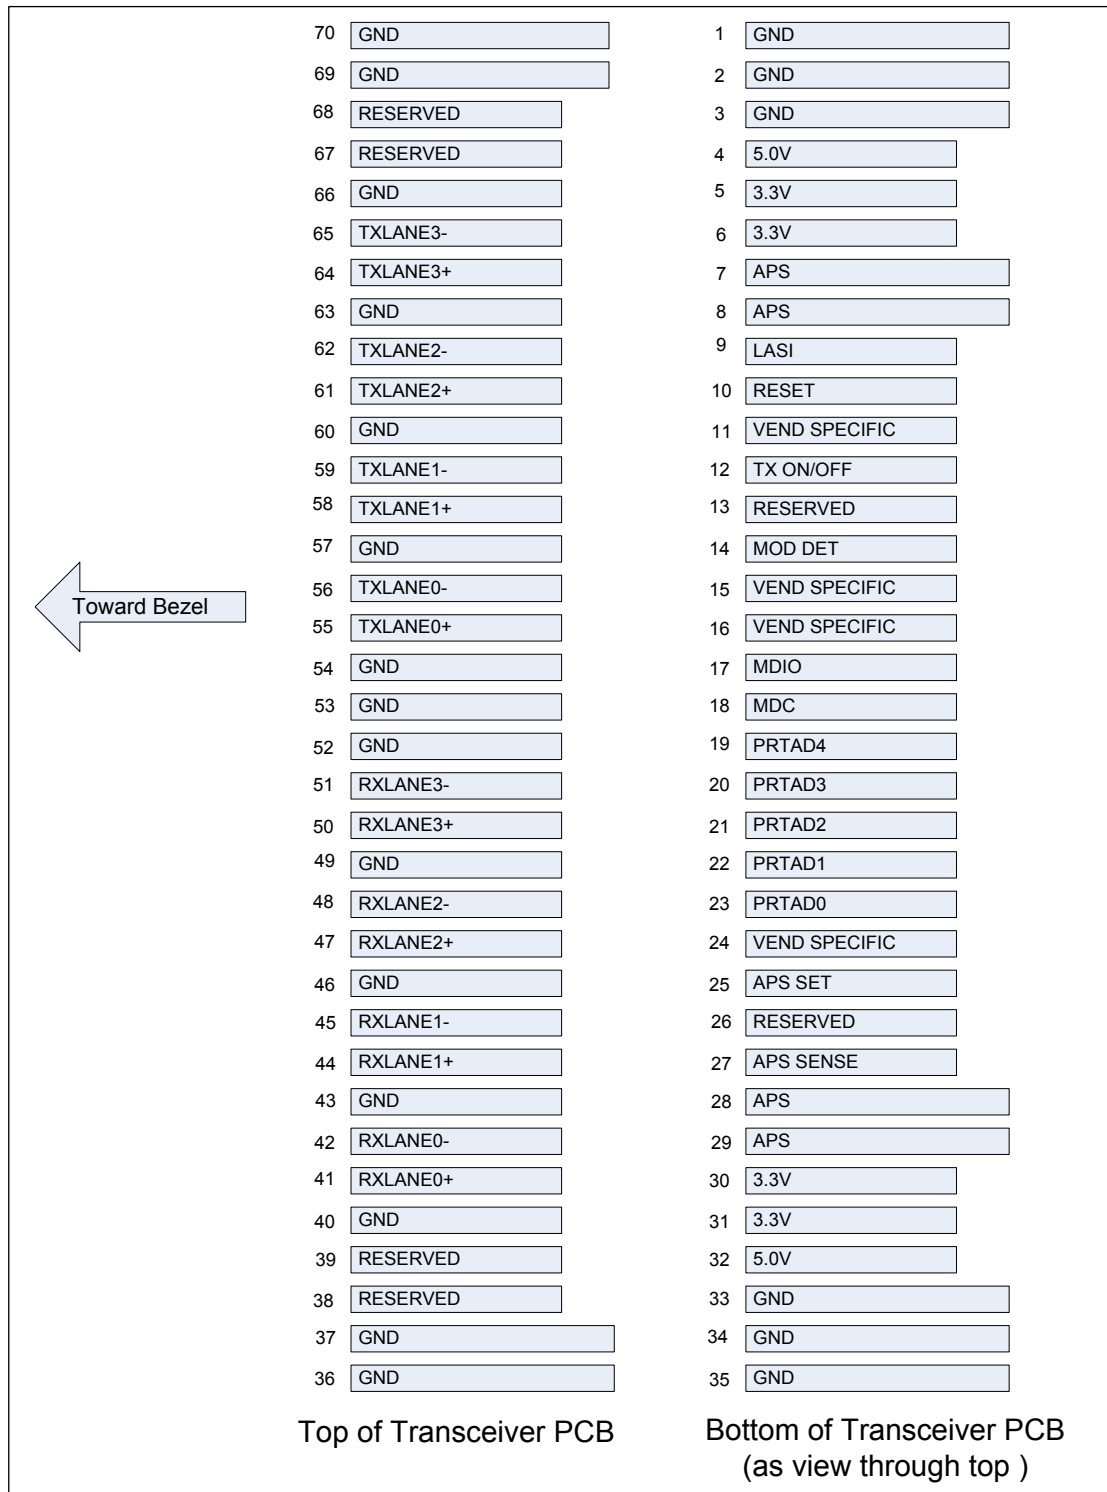 70 GND 1 GND
69 GND 2 GND
68 RESERVED 3 GND
67 RESERVED 4 5.0V
66 GND 5 3.3V
65 TXLANE3- 6 3.3V
64 TXLANE3+ 7 APS
63 GND 8 APS
62 TXLANE2- 9 LASI
61 TXLANE2+ 10 RESET
60 GND 11 VEND SPECIFIC
59 TXLANE1- 12 TX ON/OFF
58 TXLANE1+ 13 RESERVED
57 GND 14 MOD DET
56 TXLANE0- 15 VEND SPECIFIC
Toward Bezel
55 TXLANE0+ 16 VEND SPECIFIC
54 GND 17 MDIO
53 GND 18 MDC
52 GND 19 PRTAD4
51 RXLANE3- 20 PRTAD3
50 RXLANE3+ 21 PRTAD2
49 GND 22 PRTAD1
48 RXLANE2- 23 PRTAD0
47 RXLANE2+ 24 VEND SPECIFIC
46 GND 25 APS SET
45 RXLANE1- 26 RESERVED
44 RXLANE1+ 27 APS SENSE
43 GND 28 APS
42 RXLANE0- 29 APS
41 RXLANE0+ 30 3.3V
40 GND 31 3.3V
39 RESERVED 32 5.0V
38 RESERVED 33 GND
37 GND 34 GND
36 GND 35 GND
Top of Transceiver PCB
Bottom of Transceiver PCB
(as view through top )